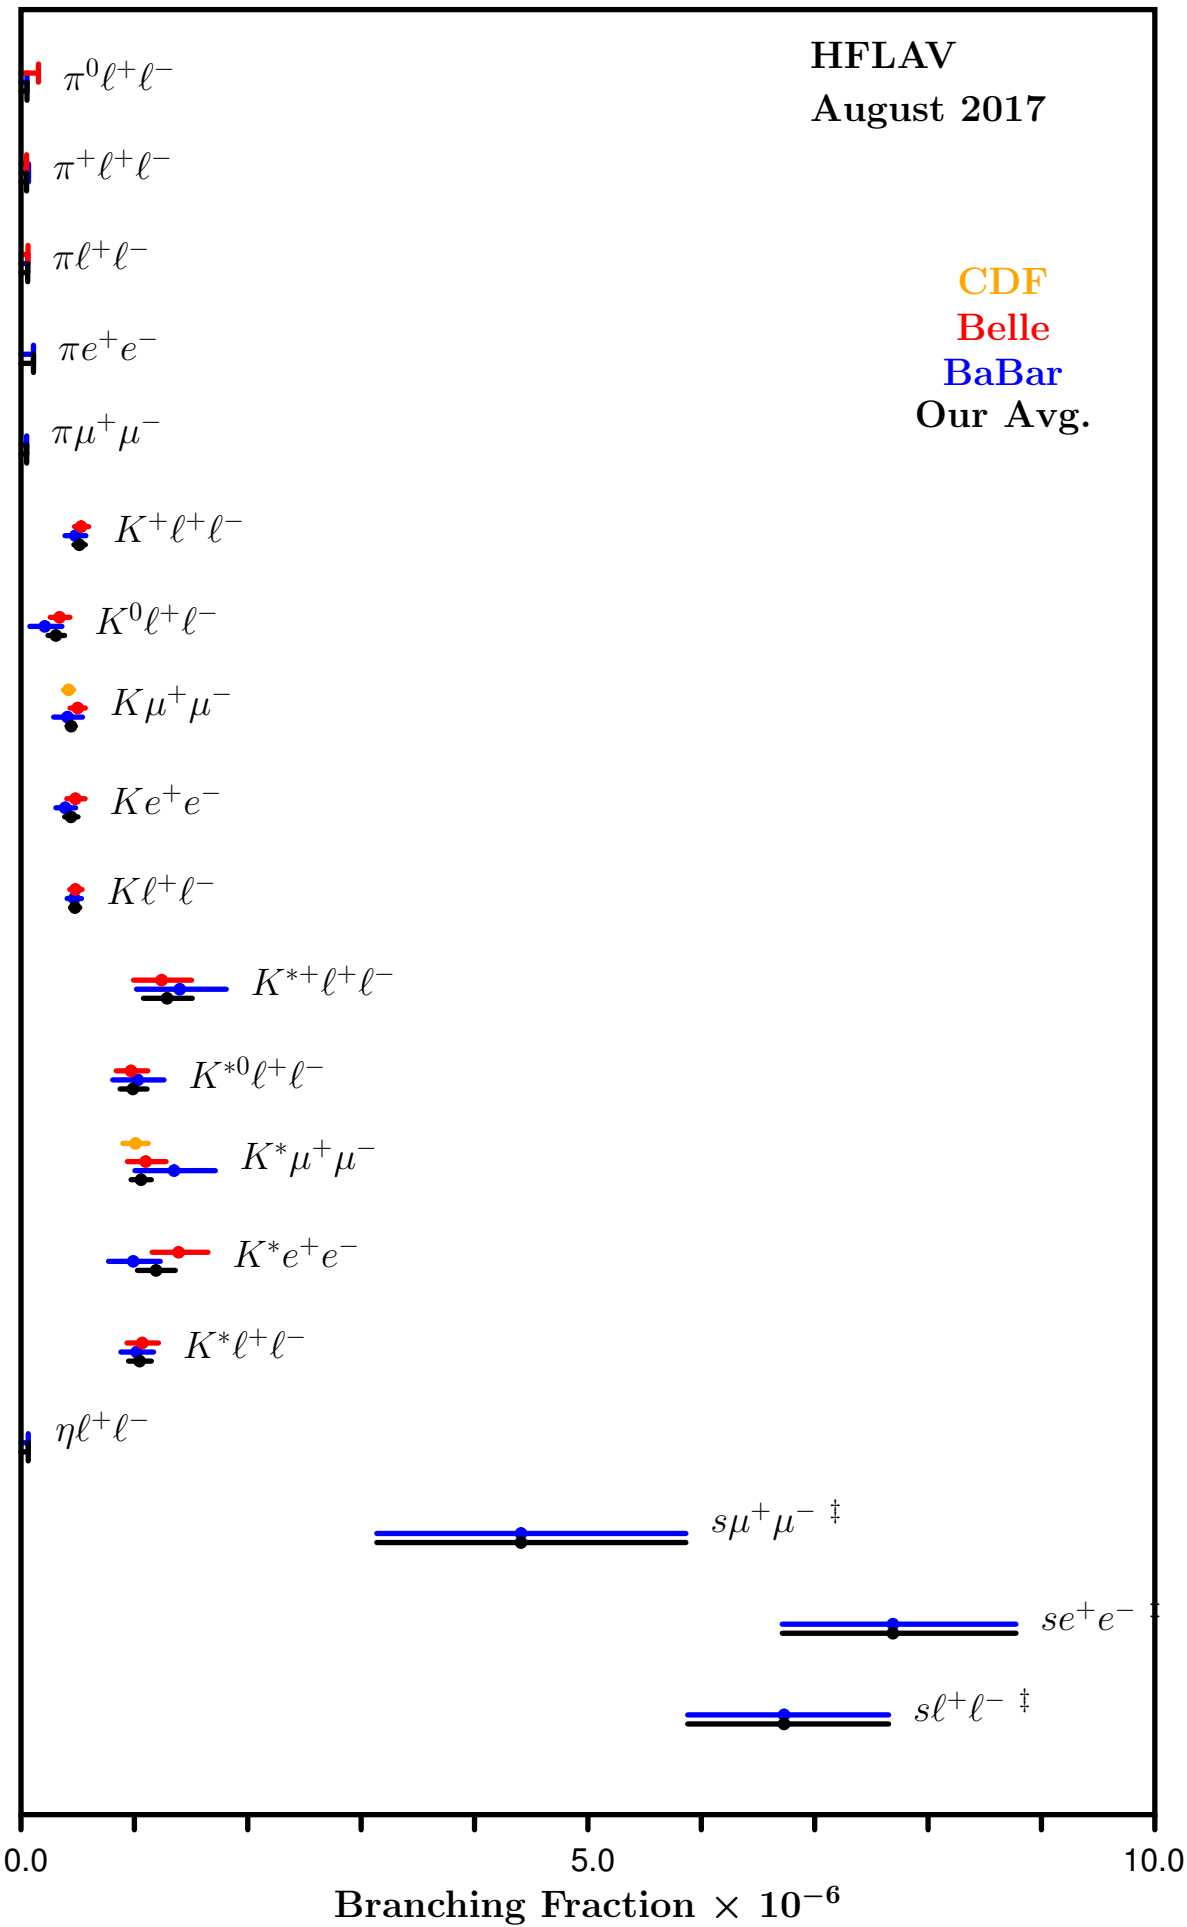 HFLAV
August 2017
π⁰ℓ⁺ℓ⁻
π⁺ℓ⁺ℓ⁻
πℓ⁺ℓ⁻
CDF
Belle
πe⁺e⁻
BaBar
Our Avg.
πμ⁺μ⁻
K⁺ℓ⁺ℓ⁻
K⁰ℓ⁺ℓ⁻
Kμ⁺μ⁻
Ke⁺e⁻
Kℓ⁺ℓ⁻
K*⁺ℓ⁺ℓ⁻
K*⁰ℓ⁺ℓ⁻
K*μ⁺μ⁻
K*e⁺e⁻
K*ℓ⁺ℓ⁻
ηℓ⁺ℓ⁻
sμ⁺μ⁻ ‡
se⁺e⁻ ‡
sℓ⁺ℓ⁻ ‡
0.0 5.0 10.0
Branching Fraction × 10⁻⁶